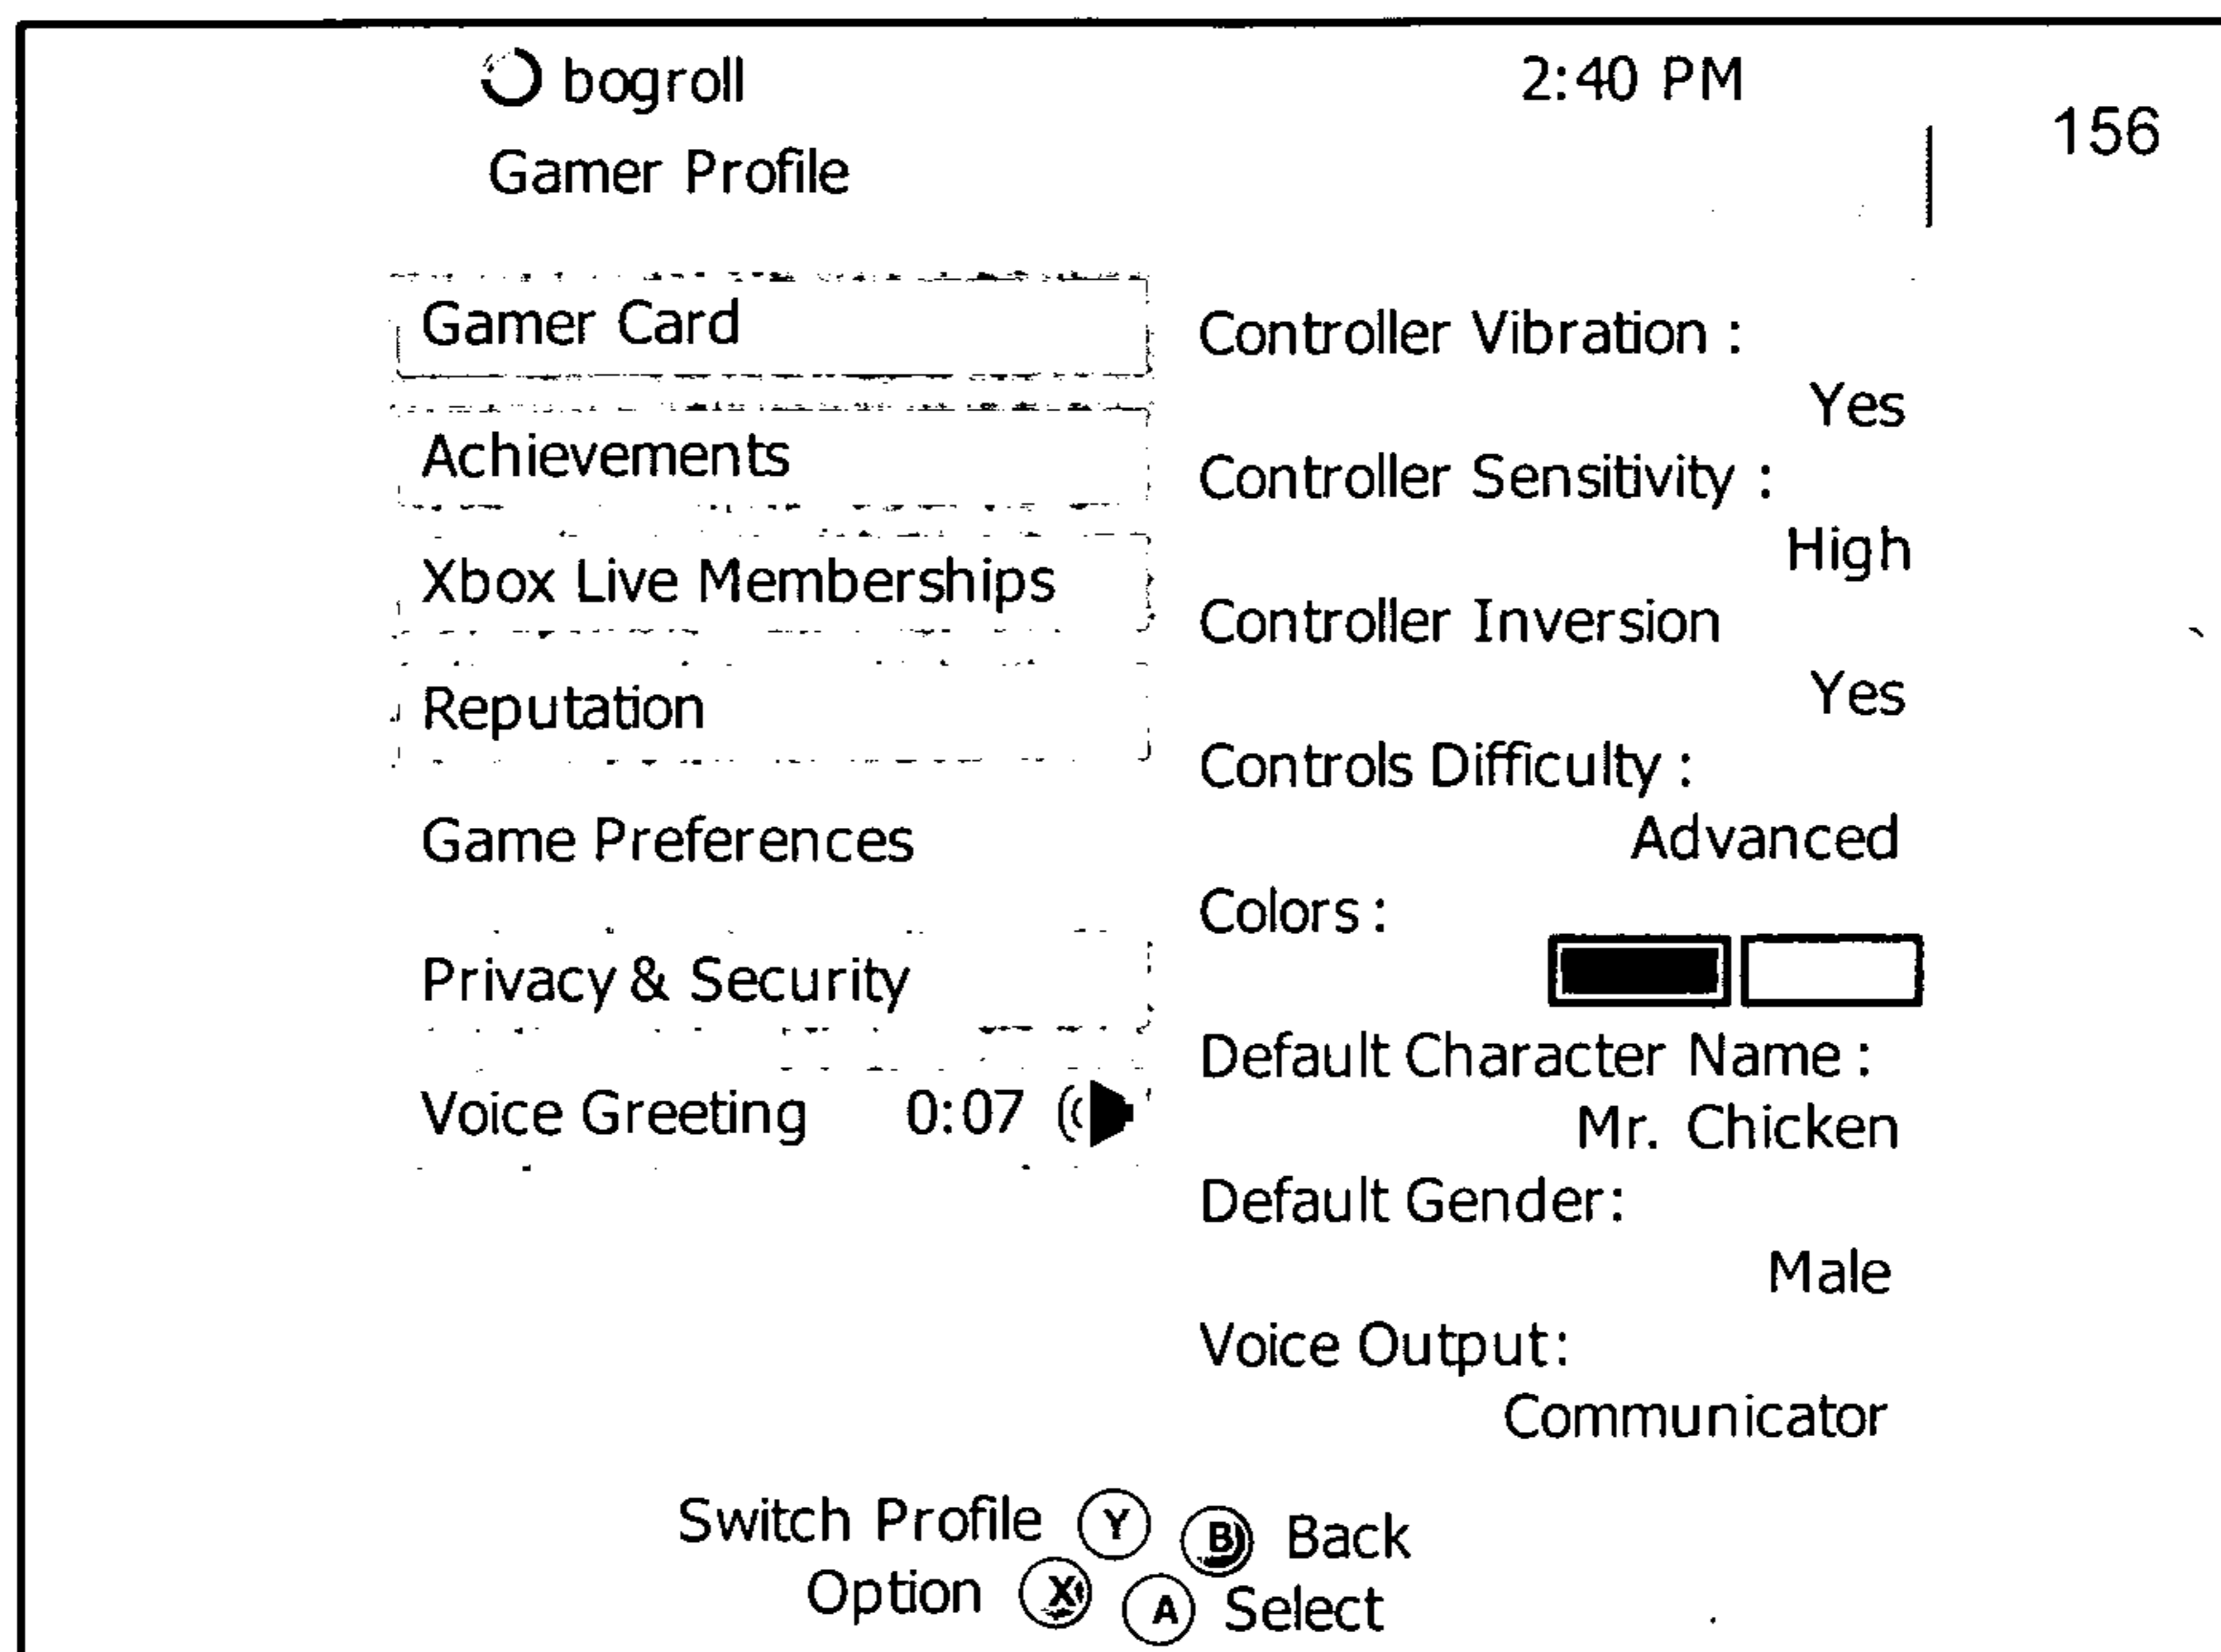 bogroll
2:40 PM
156
Gamer Profile
Gamer Card
Achievements
Xbox Live Memberships
Reputation
Game Preferences
Privacy & Security
Voice Greeting 0:07
Controller Vibration :
Yes
Controller Sensitivity :
High
Controller Inversion
Yes
Controls Difficulty :
Advanced
Colors :
Default Character Name :
Mr. Chicken
Default Gender:
Male
Voice Output:
Communicator
Switch Profile Y B Back
Option X A Select